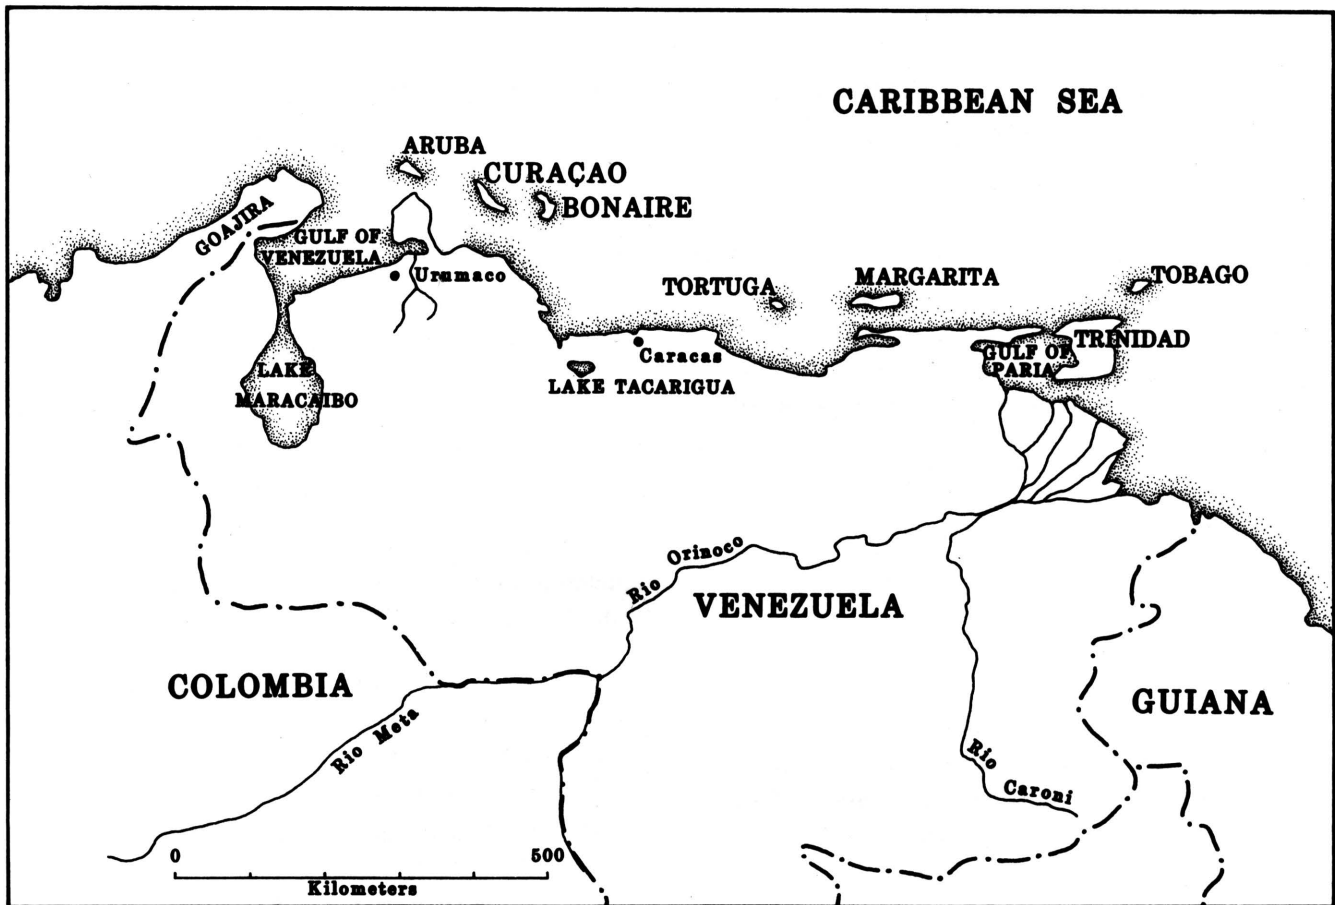 CARIBBEAN SEA
ARUBA
CURAÇAO
BONAIRE
GOAJIRA
GULF OF
VENEZUELA
Urumaco
TORTUGA
MARGARITA
TOBAGO
TRINIDAD
GULF OF
PARIA
Caracas
LAKE TACARIGUA
LAKE
MARACAIBO
Rio Orinoco
VENEZUELA
COLOMBIA
GUIANA
Rio Meta
Rio Caroni
0 500
Kilometers